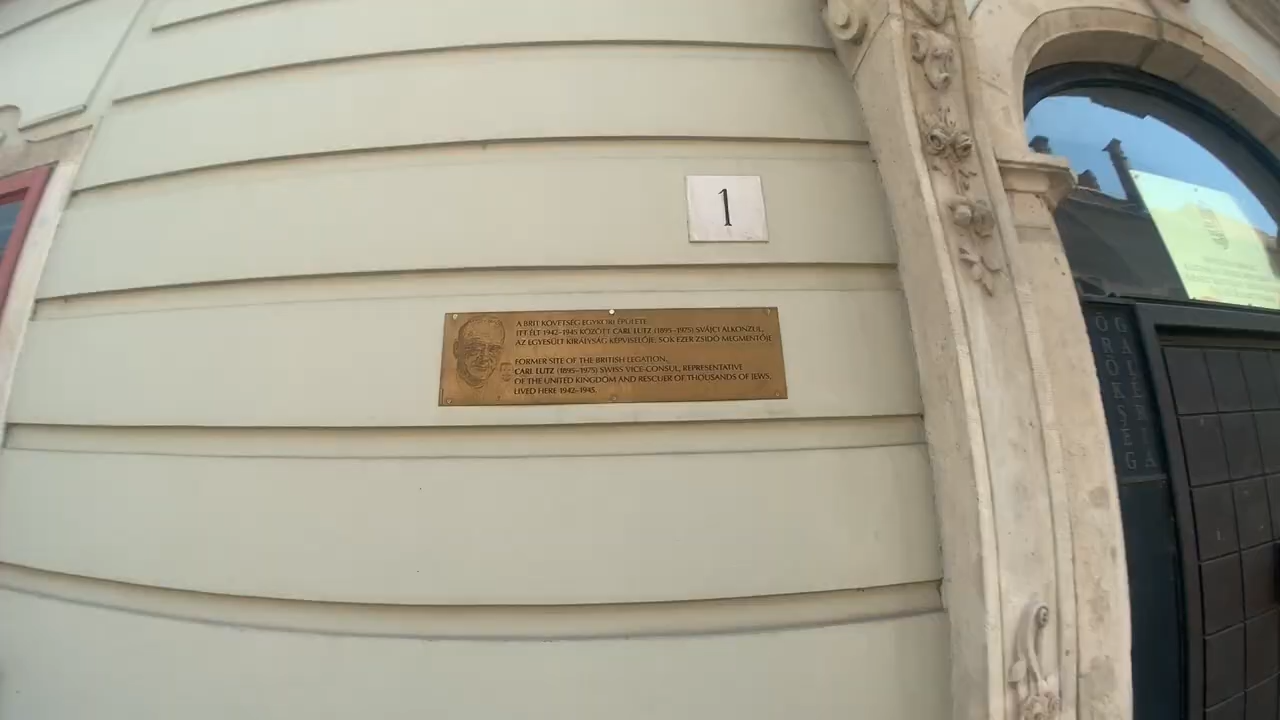 1
A BRIT KÖVETSÉG EGYKORI ÉPÜLETE.
ITT ÉLT 1942-1945 KÖZÖTT CARL LUTZ (1895-1975) SVÁJCI ALKONZUL,
AZ EGYESÜLT KIRÁLYSÁG KÉPVISELŐJE, SOK EZER ZSIDÓ MEGMENTŐJE
FORMER SITE OF THE BRITISH LEGATION.
CARL LUTZ (1895-1975) SWISS VICE-CONSUL, REPRESENTATIVE
OF THE UNITED KINGDOM AND RESCUER OF THOUSANDS OF JEWS,
LIVED HERE 1942-1945.
ÖRÖKSÉG
GALÉRIA